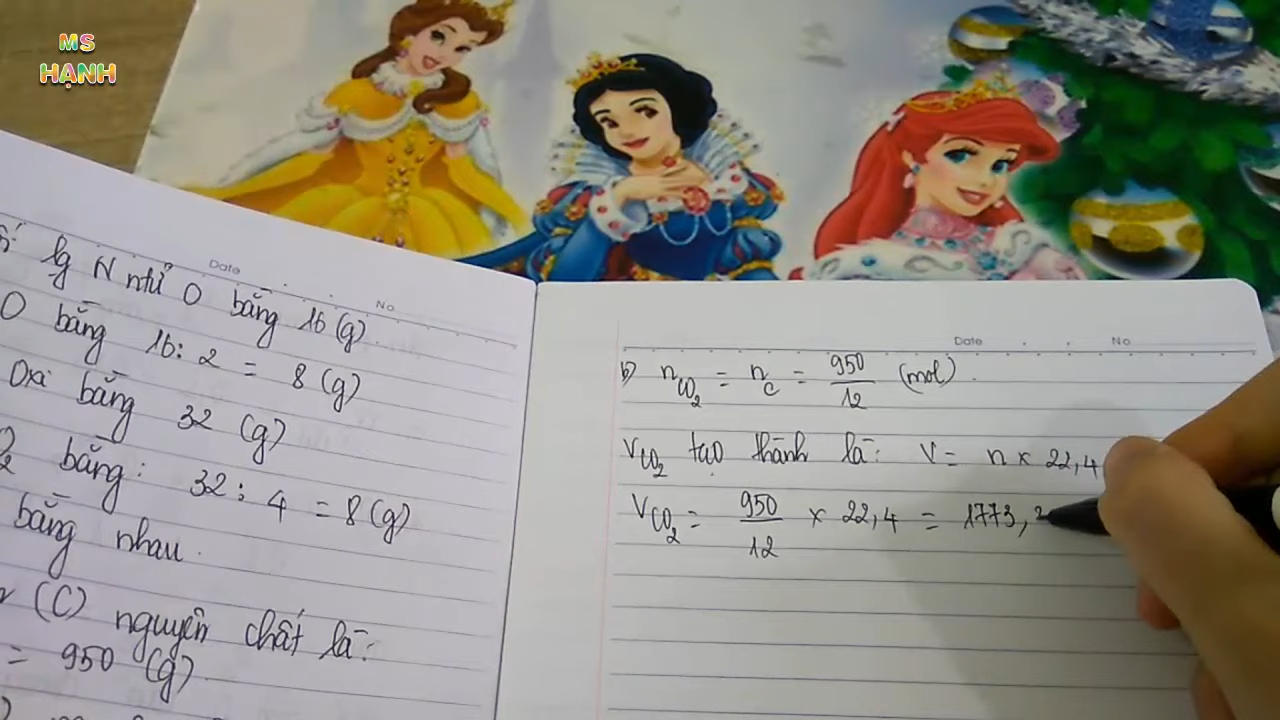 MS
HẠNH
Date
No
lg N ntử O bằng 16 (g).
O bằng 16 : 2 = 8 (g)
Oxi bằng 32 (g)
bằng: 32 : 4 = 8 (g)
bằng nhau.
(C) nguyên chất là:
= 950 (g).
Date
No
b) nCO2 = nC = 950/12 (mol).
VCO2 tạo thành là: V = n × 22,4
VCO2 = 950/12 × 22,4 = 1773,3